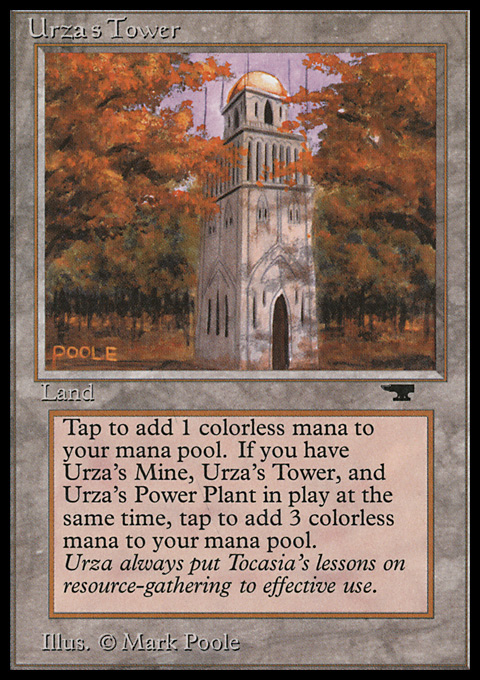 Urza's Tower
POOLE
Land
Tap to add 1 colorless mana to
your mana pool. If you have
Urza's Mine, Urza's Tower, and
Urza's Power Plant in play at the
same time, tap to add 3 colorless
mana to your mana pool.
Urza always put Tocasia's lessons on
resource-gathering to effective use.
Illus. © Mark Poole